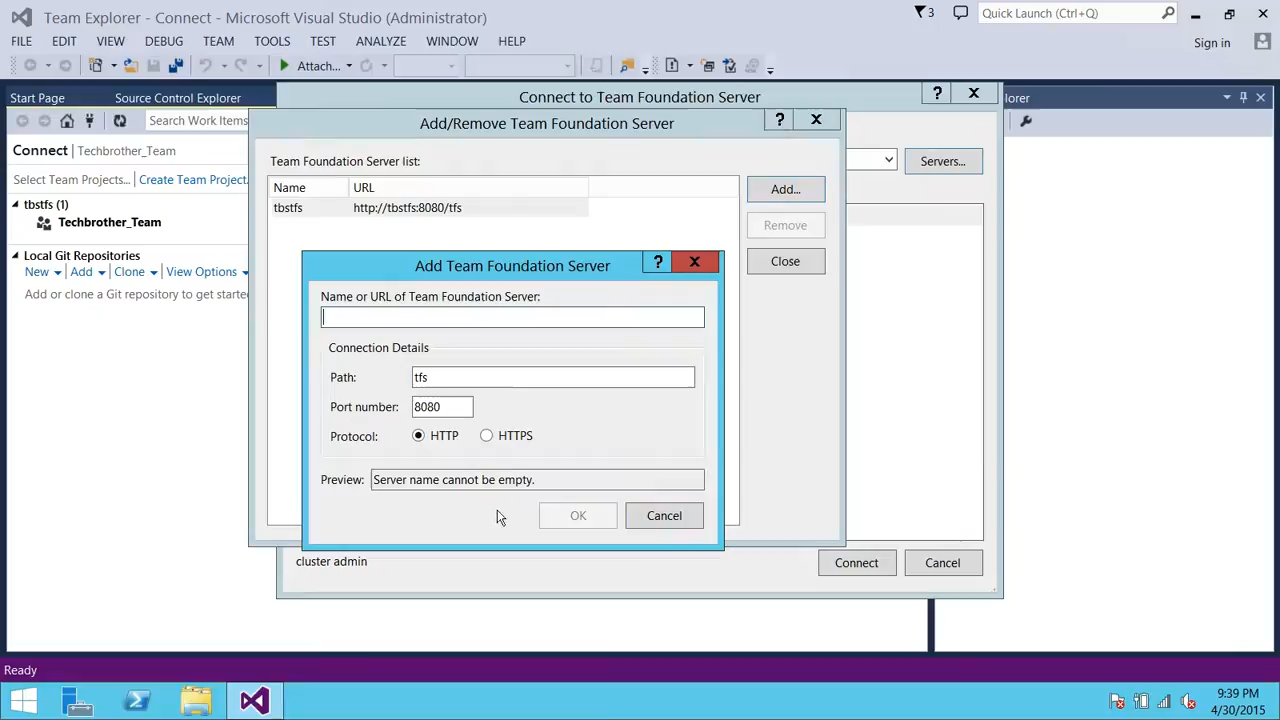 Team Explorer - Connect - Microsoft Visual Studio (Administrator)
3
Quick Launch (Ctrl+Q)
FILE EDIT VIEW DEBUG TEAM TOOLS TEST ANALYZE WINDOW HELP
Sign in
Attach...
Start Page Source Control Explorer
Connect to Team Foundation Server
lorer
Search Work Items
Add/Remove Team Foundation Server
Connect | Techbrother_Team
Team Foundation Server list:
Servers...
Select Team Projects... Create Team Project.
Name URL
Add...
tbstfs (1)
tbstfs http://tbstfs:8080/tfs
Techbrother_Team
Remove
Local Git Repositories
Close
New Add Clone View Options
Add Team Foundation Server
Add or clone a Git repository to get starte
Name or URL of Team Foundation Server:
Connection Details
Path: tfs
Port number: 8080
Protocol: HTTP HTTPS
Preview: Server name cannot be empty.
OK Cancel
cluster admin
Connect Cancel
Ready
9:39 PM
4/30/2015